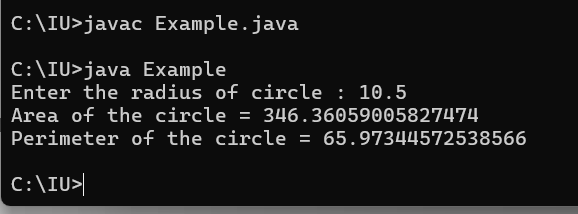 C:\IU>javac Example.java
C:\IU>java Example
Enter the radius of circle : 10.5
Area of the circle = 346.36059005827474
Perimeter of the circle = 65.97344572538566
C:\IU>